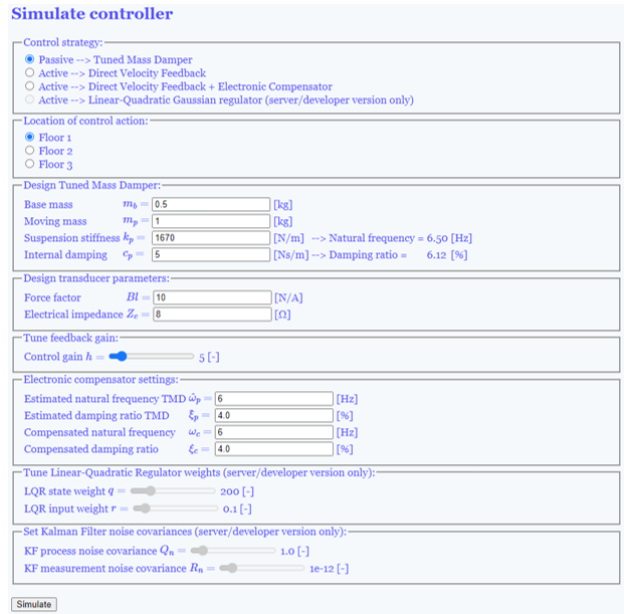 Simulate controller
Control strategy:
Passive --> Tuned Mass Damper
Active --> Direct Velocity Feedback
Active --> Direct Velocity Feedback + Electronic Compensator
Active --> Linear-Quadratic Gaussian regulator (server/developer version only)
Location of control action:
Floor 1
Floor 2
Floor 3
Design Tuned Mass Damper:
Base mass m_b = 0.5 [kg]
Moving mass m_p = 1 [kg]
Suspension stiffness k_p = 1670 [N/m] --> Natural frequency = 6.50 [Hz]
Internal damping c_p = 5 [Ns/m] --> Damping ratio = 6.12 [%]
Design transducer parameters:
Force factor Bl = 10 [N/A]
Electrical impedance Z_e = 8 [Ω]
Tune feedback gain:
Control gain h = 5 [-]
Electronic compensator settings:
Estimated natural frequency TMD ω̂_p = 6 [Hz]
Estimated damping ratio TMD ξ̂_p = 4.0 [%]
Compensated natural frequency ω_c = 6 [Hz]
Compensated damping ratio ξ_c = 4.0 [%]
Tune Linear-Quadratic Regulator weights (server/developer version only):
LQR state weight q = 200 [-]
LQR input weight r = 0.1 [-]
Set Kalman Filter noise covariances (server/developer version only):
KF process noise covariance Q_n = 1.0 [-]
KF measurement noise covariance R_n = 1e-12 [-]
Simulate